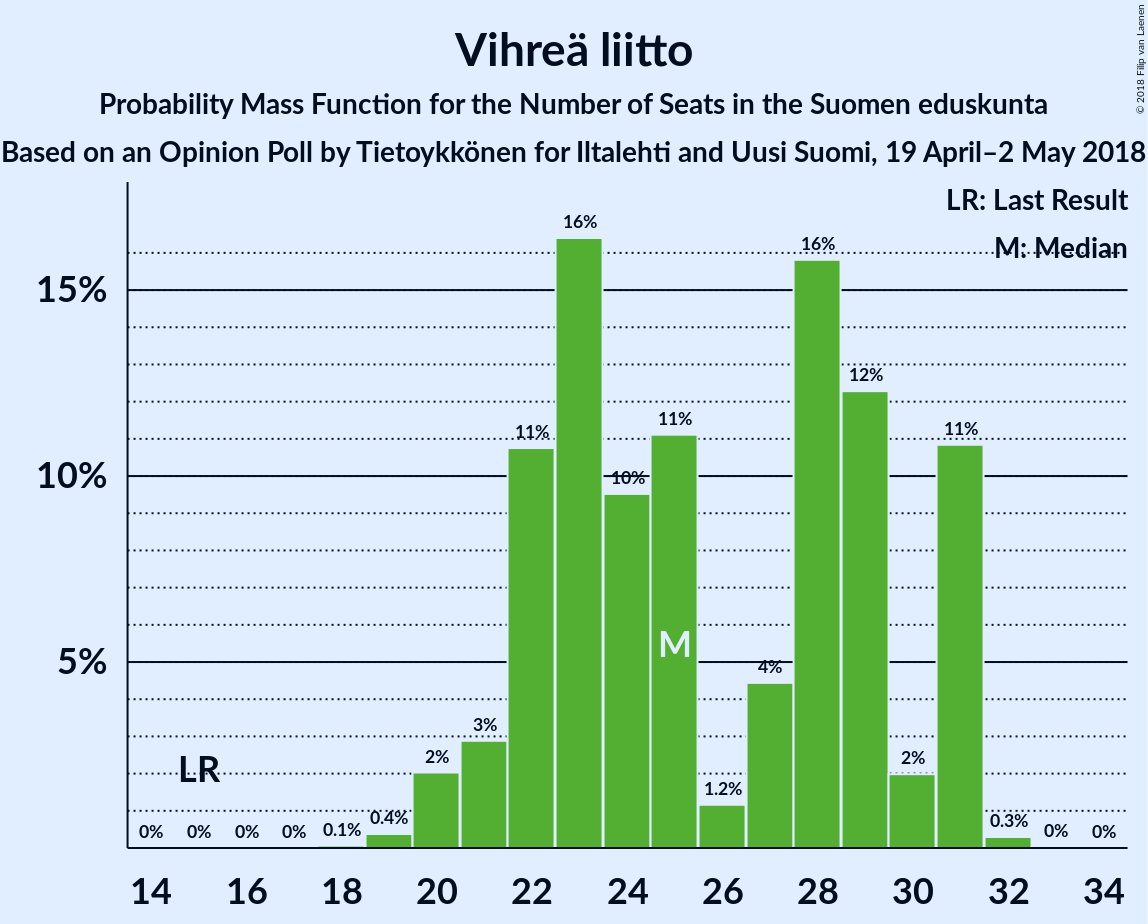 Vihreä liitto
Probability Mass Function for the Number of Seats in the Suomen eduskunta
Based on an Opinion Poll by Tietoykkönen for Iltalehti and Uusi Suomi, 19 April–2 May 2018
© 2018 Filip van Laenen
LR: Last Result
M: Median
15%
10%
5%
0% 0% 0% 0% 0.1% 0.4% 2% 3% 11% 16% 10% 11% 1.2% 4% 16% 12% 2% 11% 0.3% 0% 0%
LR
M
14 16 18 20 22 24 26 28 30 32 34